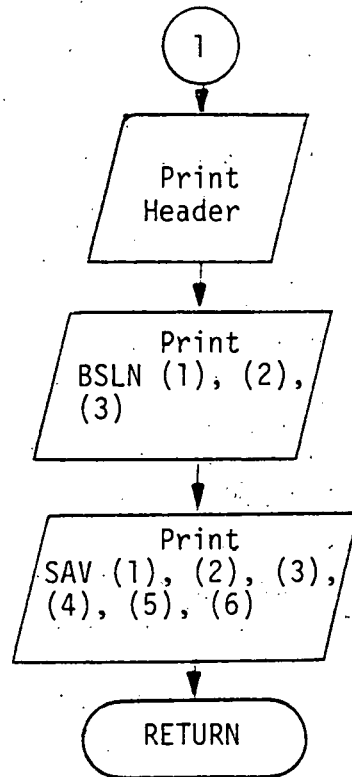 1
Print
Header
Print
BSLN (1), (2),
(3)
Print
SAV (1), (2), (3),
(4), (5), (6)
RETURN